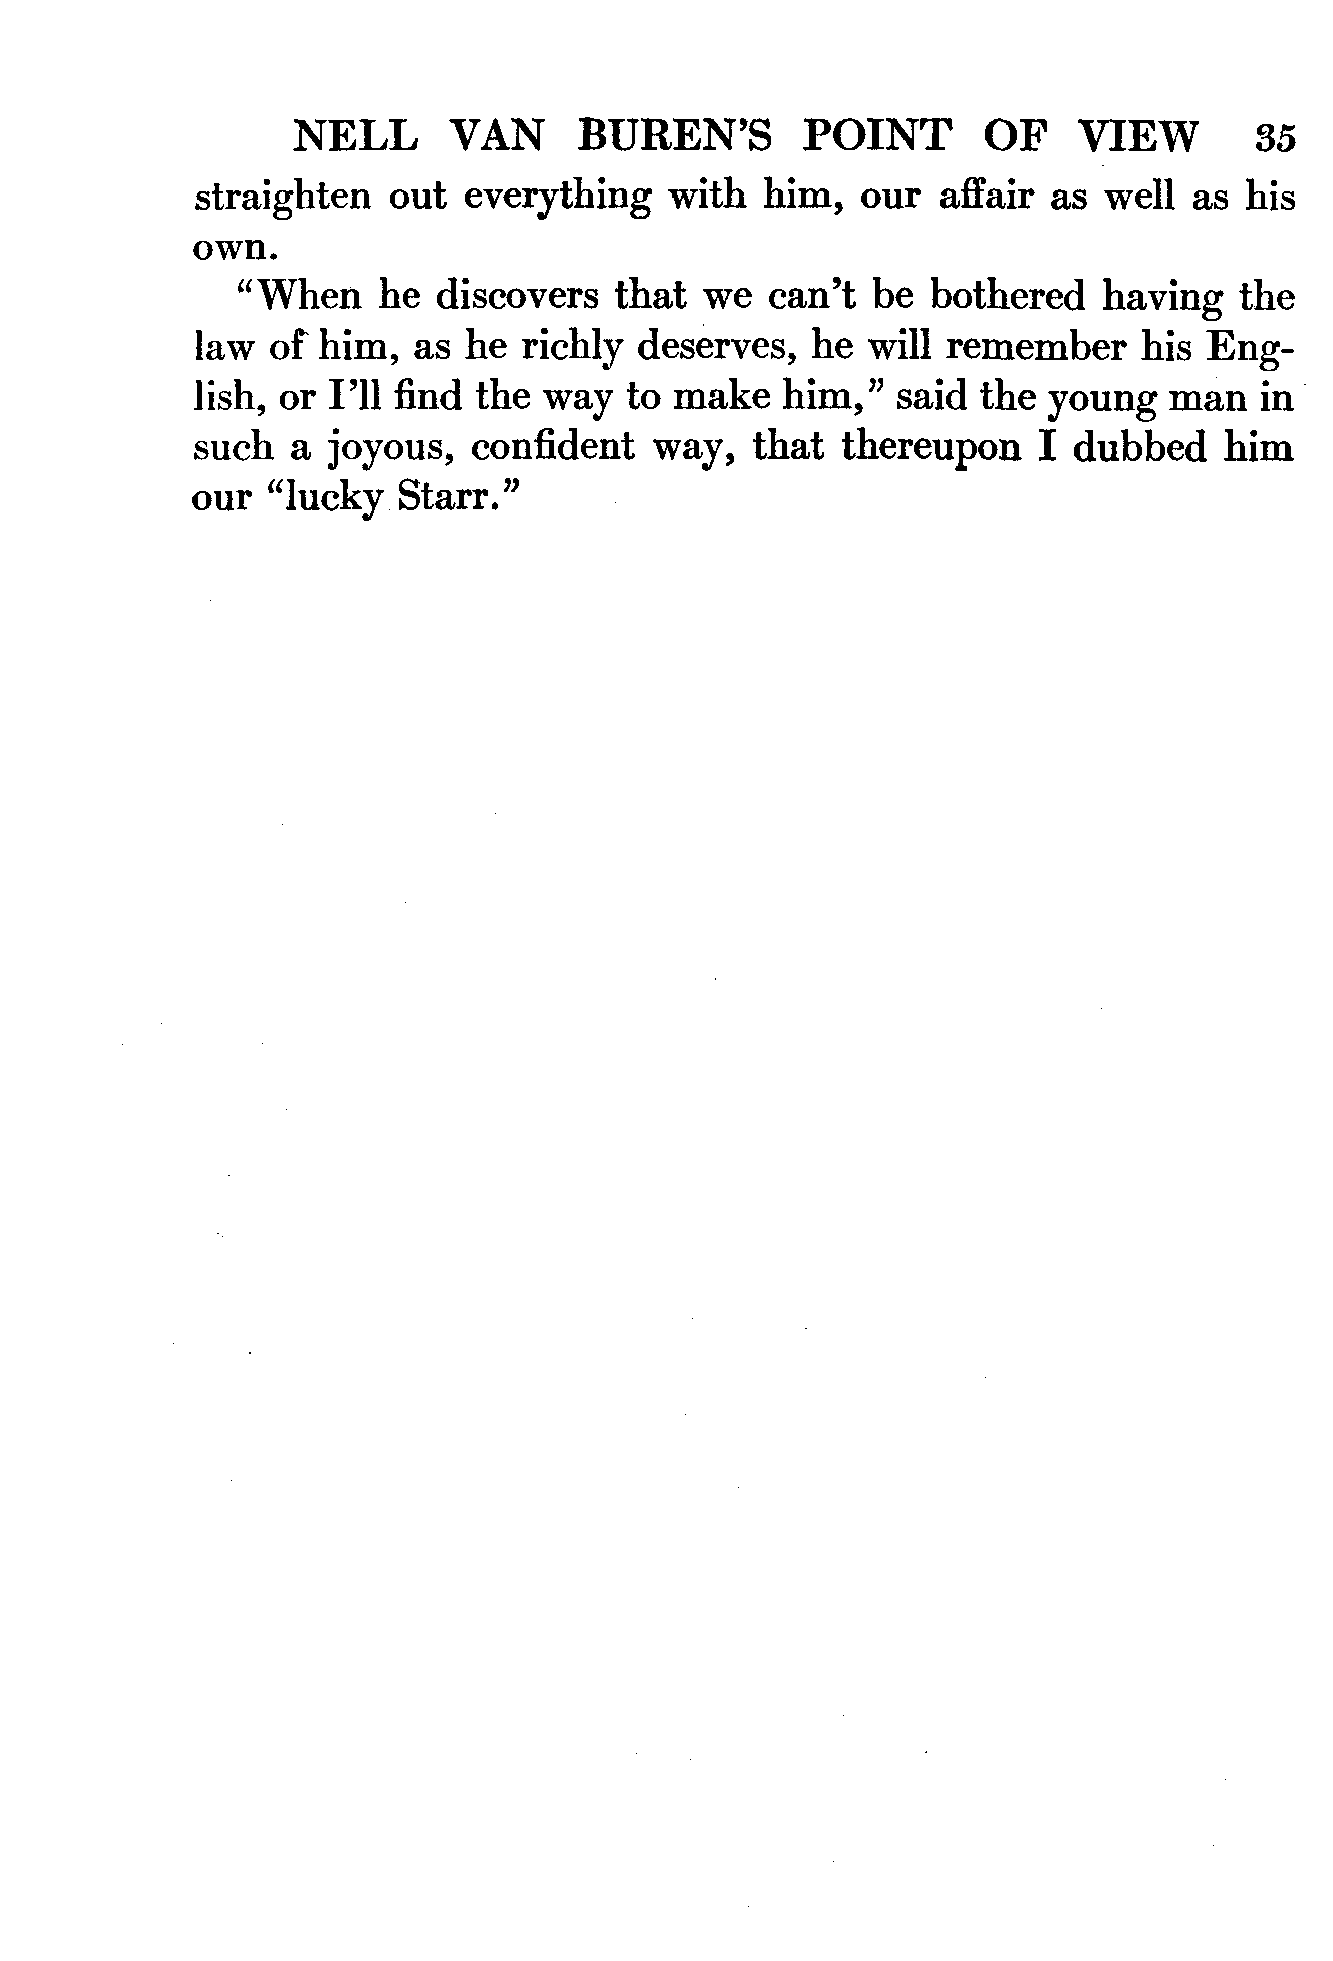 NELL VAN BUREN'S POINT OF VIEW 35
straighten out everything with him, our affair as well as his
own.
"When he discovers that we can't be bothered having the
law of him, as he richly deserves, he will remember his Eng-
lish, or I'll find the way to make him," said the young man in
such a joyous, confident way, that thereupon I dubbed him
our "lucky Starr."